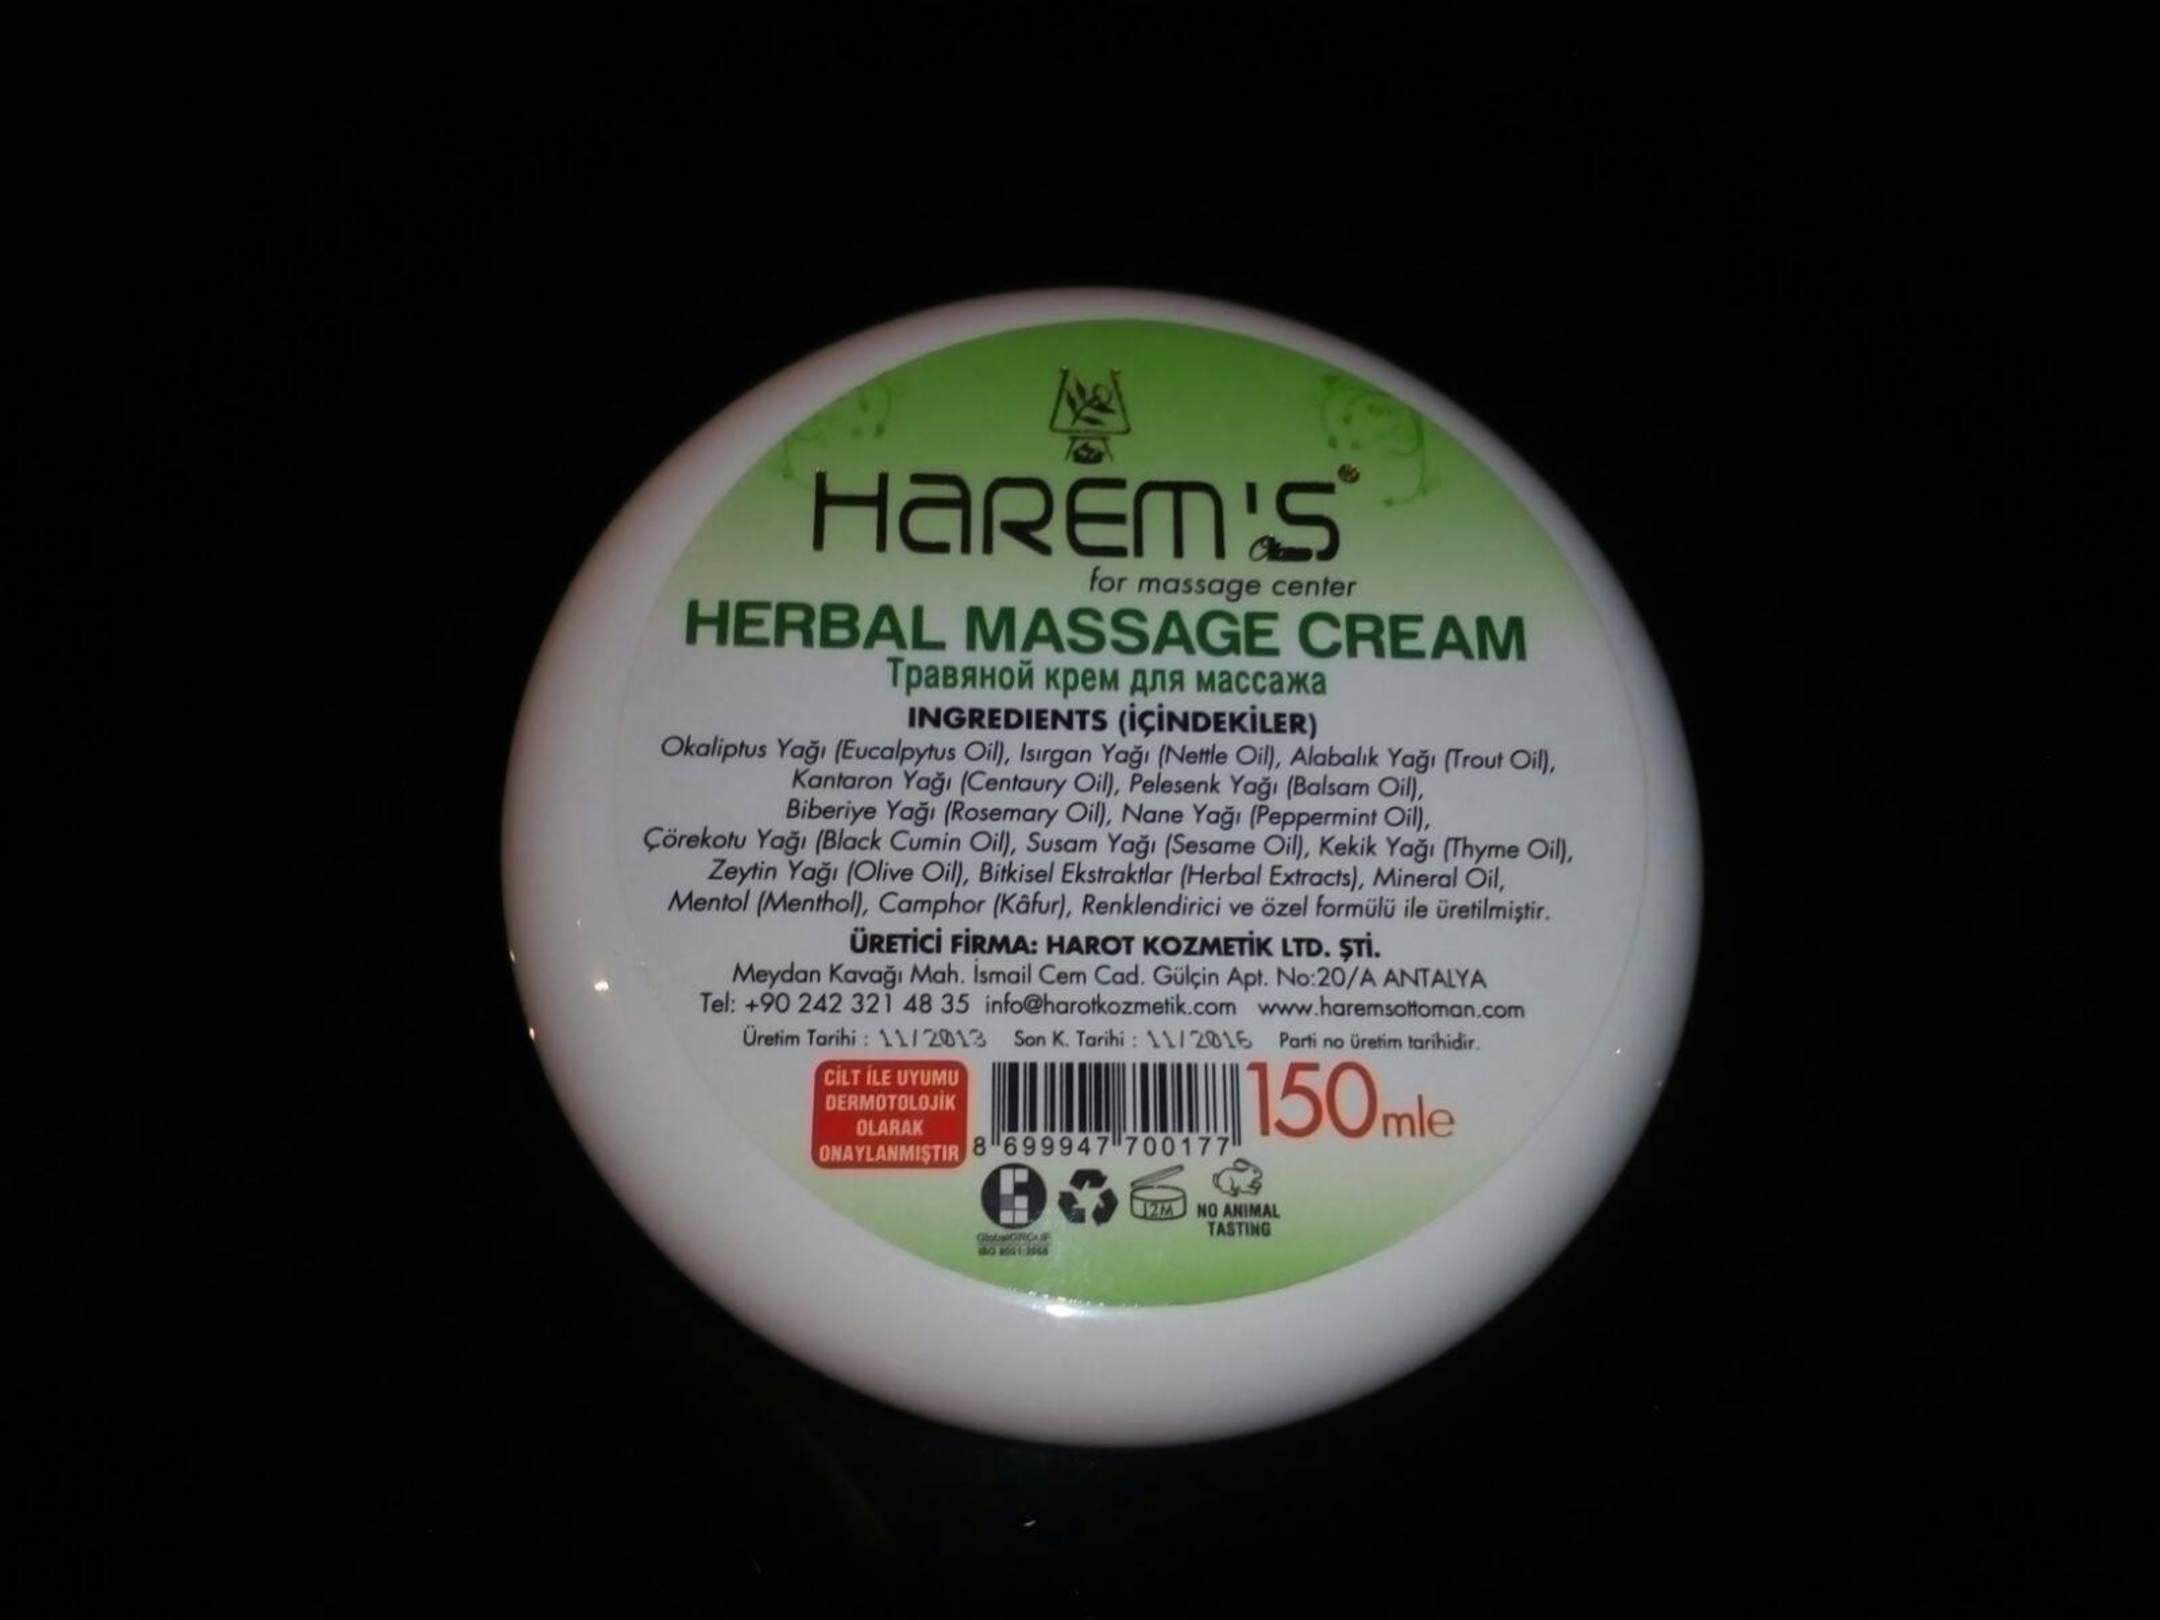 HAREM'S
for massage center
HERBAL MASSAGE CREAM
Травяной крем для массажа
INGREDIENTS (İÇİNDEKİLER)
Okaliptus Yağı (Eucalpytus Oil), Isırgan Yağı (Nettle Oil), Alabalık Yağı (Trout Oil),
Kantaron Yağı (Centaury Oil), Pelesenk Yağı (Balsam Oil),
Biberiye Yağı (Rosemary Oil), Nane Yağı (Peppermint Oil),
Çörekotu Yağı (Black Cumin Oil), Susam Yağı (Sesame Oil), Kekik Yağı (Thyme Oil),
Zeytin Yağı (Olive Oil), Bitkisel Ekstraktlar (Herbal Extracts), Mineral Oil,
Mentol (Menthol), Camphor (Kâfur), Renklendirici ve özel formülü ile üretilmiştir.
ÜRETİCİ FİRMA: HAROT KOZMETİK LTD. ŞTİ.
Meydan Kavağı Mah. İsmail Cem Cad. Gülçin Apt. No:20/A ANTALYA
Tel: +90 242 321 48 35 info@harotkozmetik.com www.haremsottoman.com
Üretim Tarihi : 11/2013 Son K. Tarihi : 11/2016 Parti no üretim tarihidir.
CİLT İLE UYUMU
DERMOTOLOJİK
OLARAK
ONAYLANMIŞTIR
8 699947 700177
150 mle
12M
NO ANIMAL
TASTING
GlobalGROUP
ISO 9001:2008